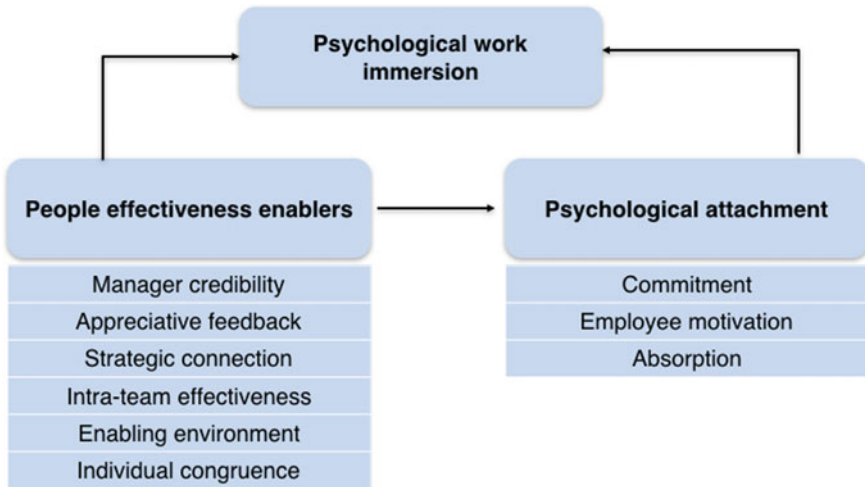 Psychological work
immersion
People effectiveness enablers
Manager credibility
Appreciative feedback
Strategic connection
Intra-team effectiveness
Enabling environment
Individual congruence
Psychological attachment
Commitment
Employee motivation
Absorption